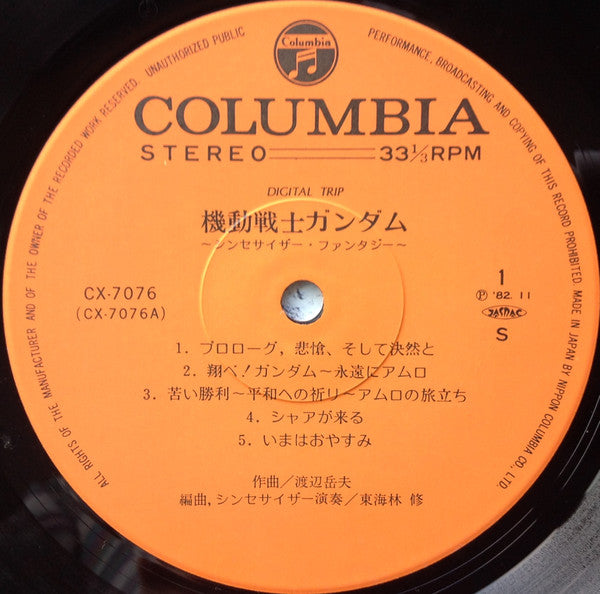 ALL RIGHTS OF THE MANUFACTURER AND OF THE OWNER OF THE RECORDED WORK RESERVED. UNAUTHORIZED PUBLIC PERFORMANCE, BROADCASTING AND COPYING OF THIS RECORD PROHIBITED. MADE IN JAPAN BY NIPPON COLUMBIA CO., LTD.
Columbia
COLUMBIA
STEREO 33 1/3 RPM
DIGITAL TRIP
機動戦士ガンダム
〜シンセサイザー・ファンタジー〜
CX-7076
(CX-7076A)
1
Ⓟ '82. 11
JASRAC
S
1. プロローグ, 悲愴、そして決然と
2. 翔べ!ガンダム〜永遠にアムロ
3. 苦い勝利〜平和への祈り〜アムロの旅立ち
4. シャアが来る
5. いまはおやすみ
作曲/渡辺岳夫
編曲, シンセサイザー演奏/東海林 修